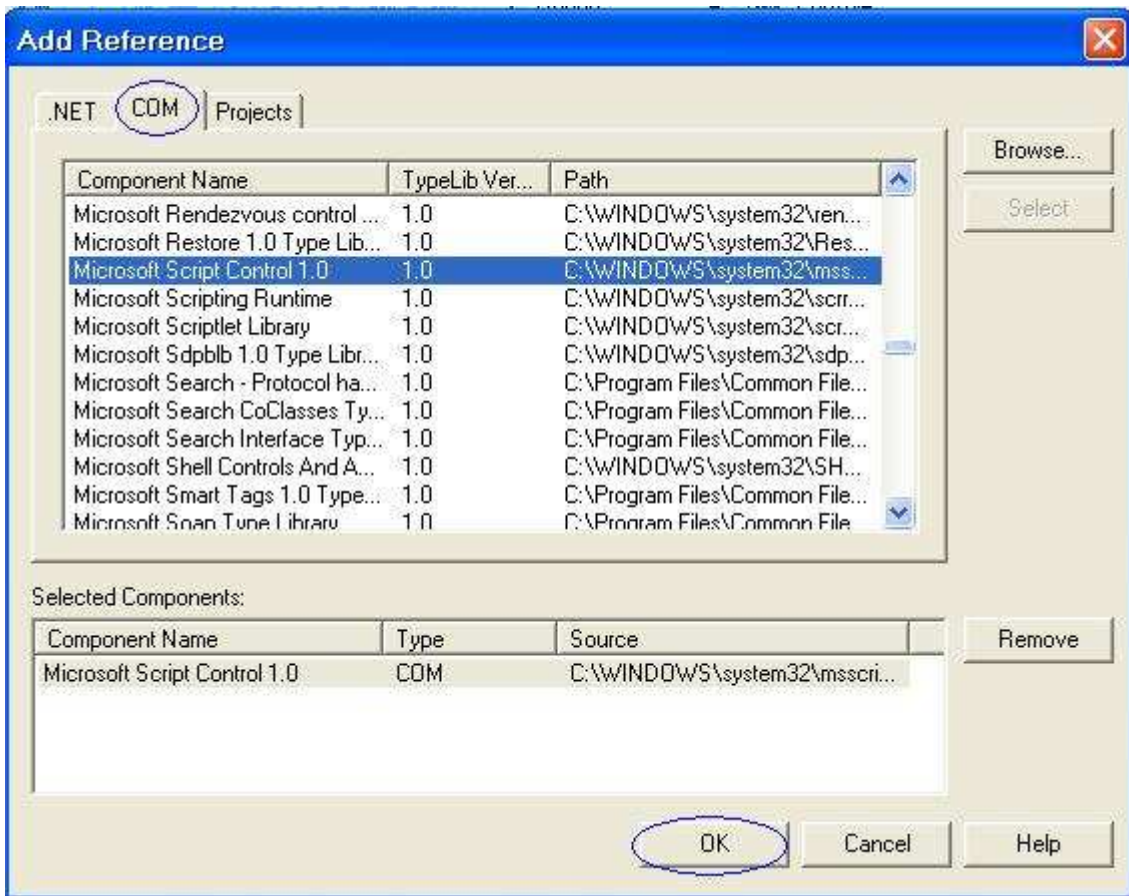 Add Reference
.NET COM Projects
Browse...
Select
Component Name TypeLib Ver... Path
Microsoft Rendezvous control ... 1.0 C:\WINDOWS\system32\ren...
Microsoft Restore 1.0 Type Lib... 1.0 C:\WINDOWS\system32\Res...
Microsoft Script Control 1.0 1.0 C:\WINDOWS\system32\mss...
Microsoft Scripting Runtime 1.0 C:\WINDOWS\system32\scrr...
Microsoft Scriptlet Library 1.0 C:\WINDOWS\system32\scr...
Microsoft Sdpblb 1.0 Type Libr... 1.0 C:\WINDOWS\system32\sdp...
Microsoft Search - Protocol ha... 1.0 C:\Program Files\Common File...
Microsoft Search CoClasses Ty... 1.0 C:\Program Files\Common File...
Microsoft Search Interface Typ... 1.0 C:\Program Files\Common File...
Microsoft Shell Controls And A... 1.0 C:\WINDOWS\system32\SH...
Microsoft Smart Tags 1.0 Type... 1.0 C:\Program Files\Common File...
Microsoft Soap Type Library 1.0 C:\Program Files\Common File
Selected Components:
Component Name Type Source
Remove
Microsoft Script Control 1.0 COM C:\WINDOWS\system32\msscri...
OK Cancel Help